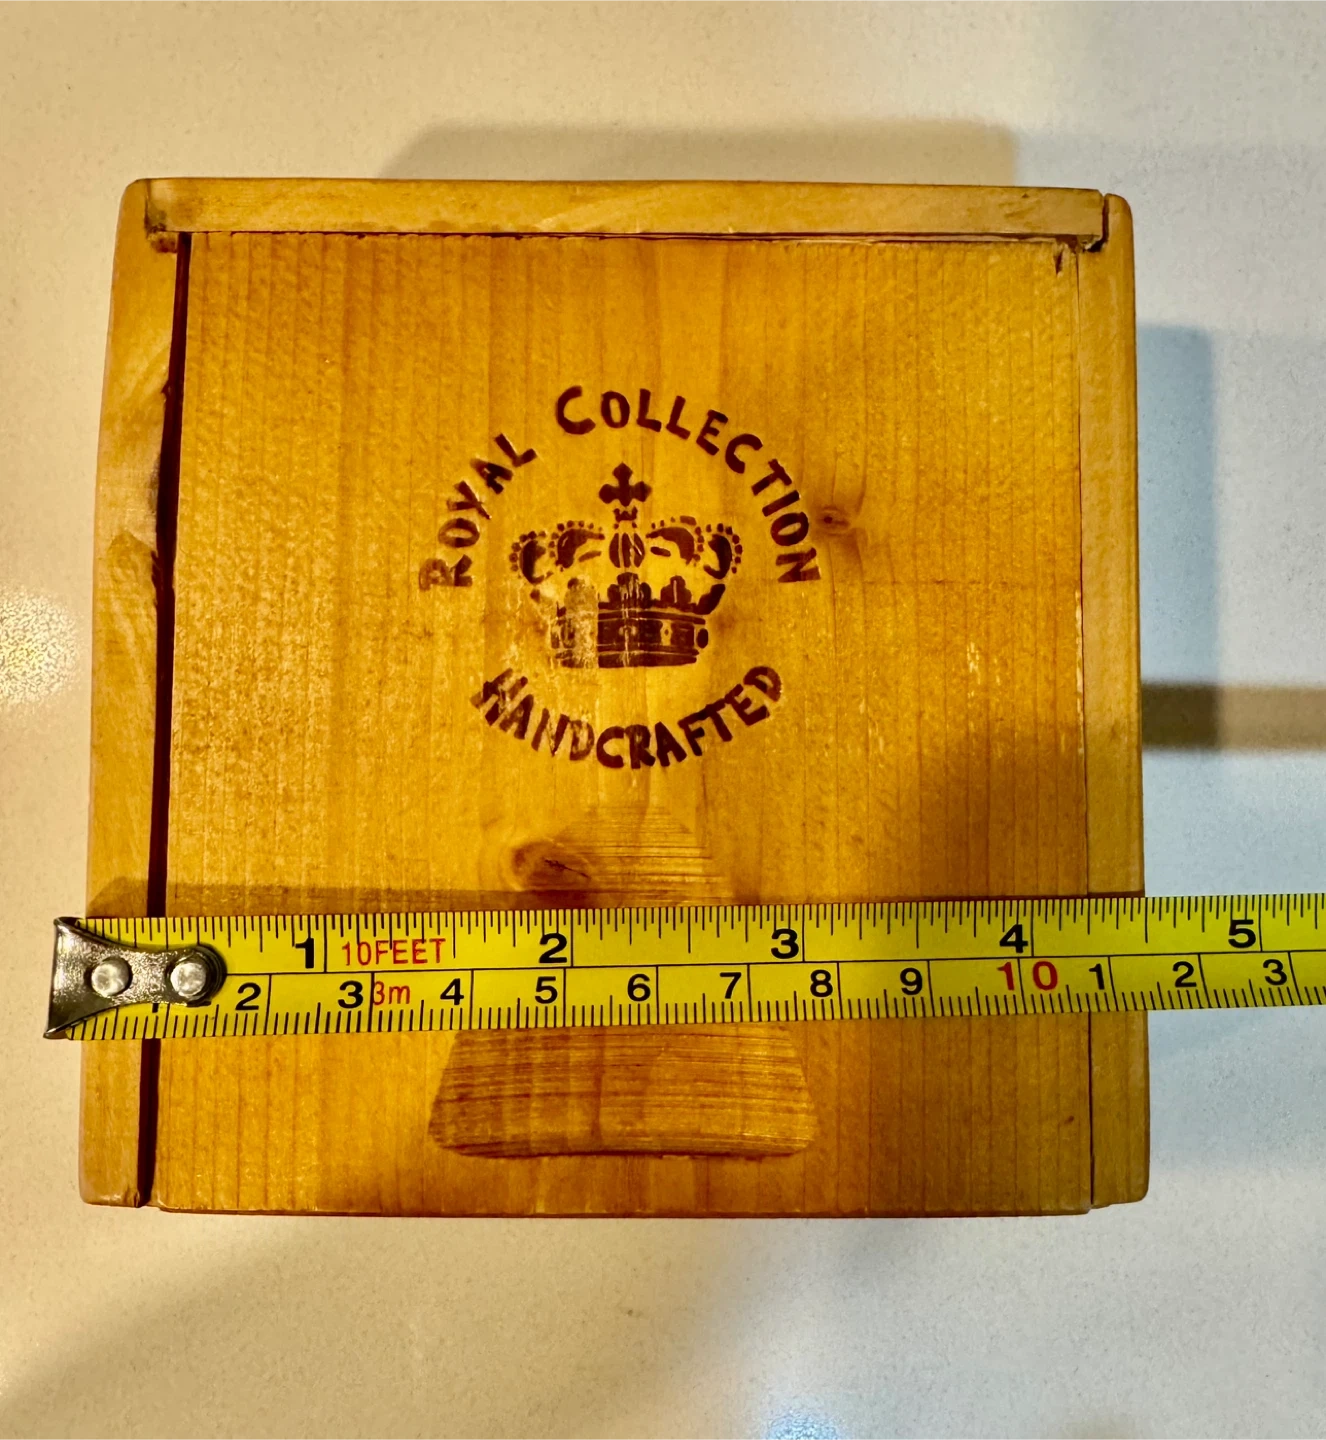 ROYAL COLLECTION
HANDCRAFTED
1 10FEET 2 3 4 5
1 2 3 3m 4 5 6 7 8 9 10 1 2 3